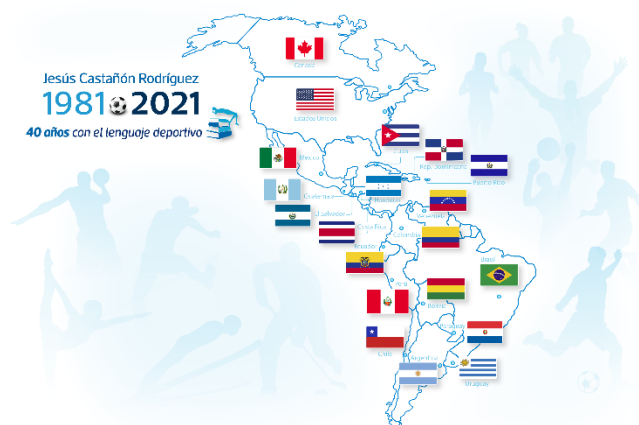 Jesús Castañón Rodríguez
1981 2021
40 años con el lenguaje deportivo
Canadá
Estados Unidos
Cuba
Rep. Dominicana
México
Puerto Rico
Guatemala
Honduras
El Salvador
Venezuela
Costa Rica
Colombia
Ecuador
Brasil
Perú
Bolivia
Paraguay
Chile
Argentina
Uruguay